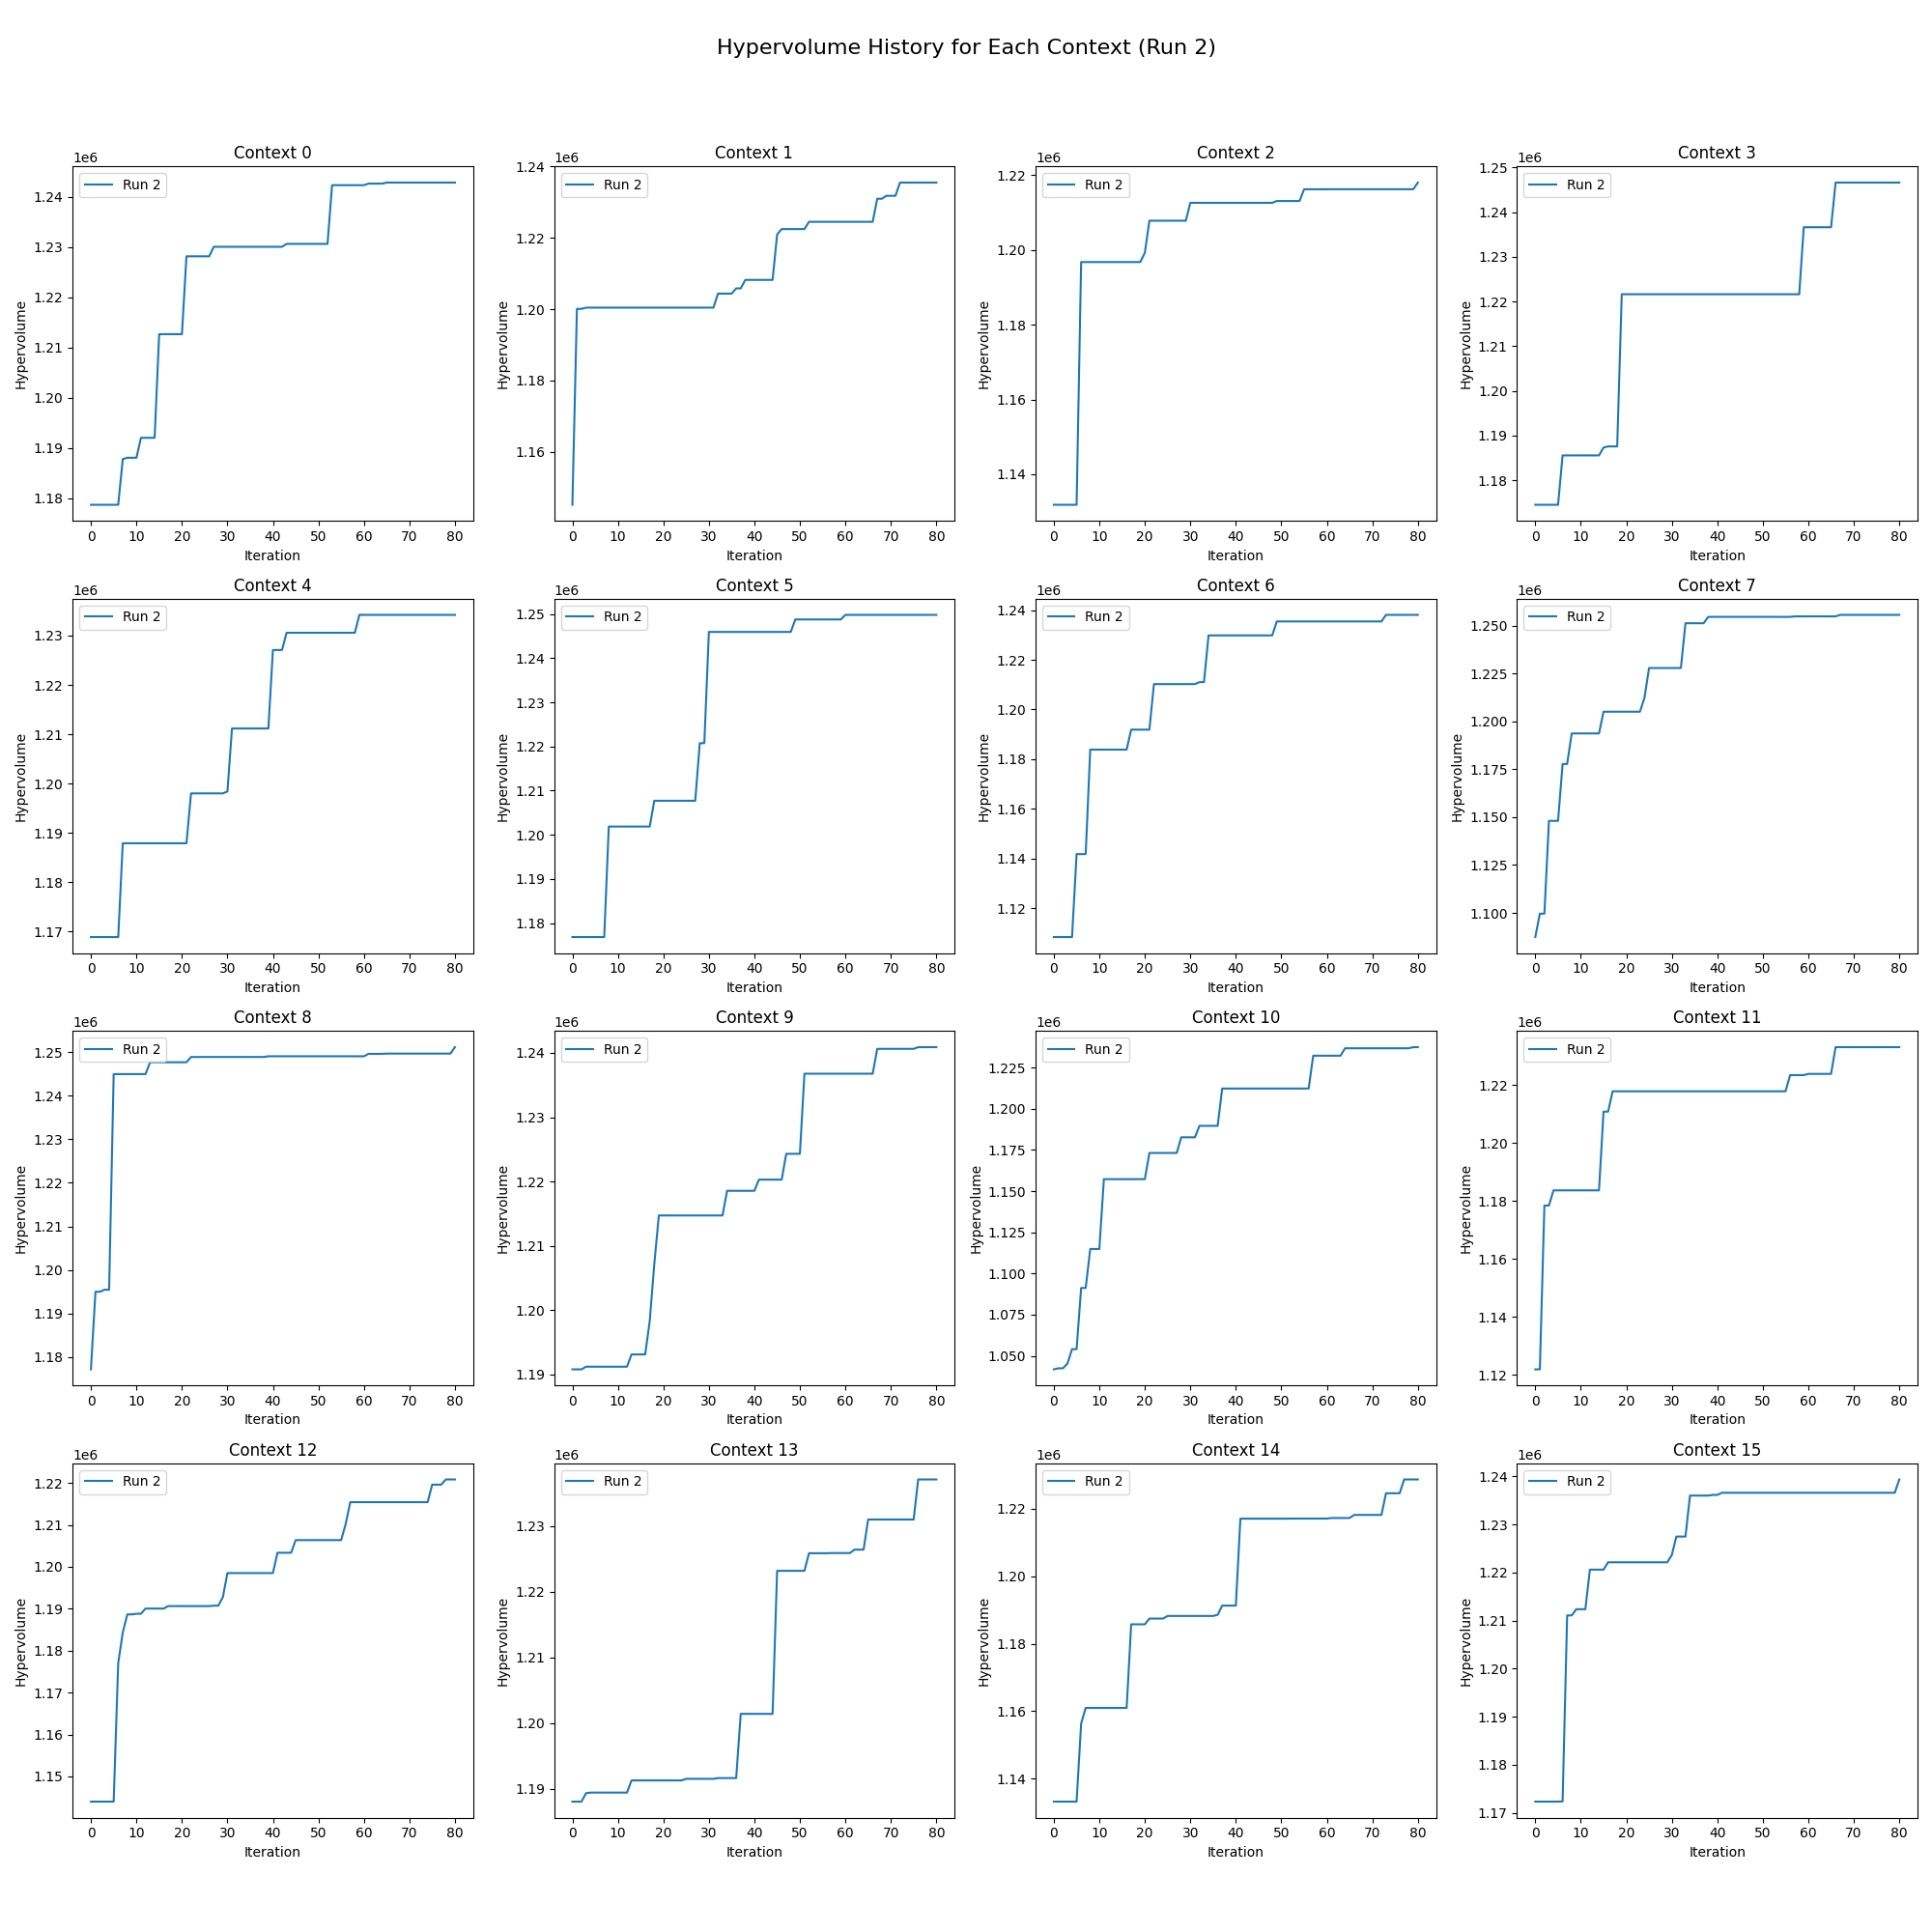 Hypervolume History for Each Context (Run 2)
Context 0
1e6
Run 2
1.24
1.23
1.22
1.21
1.20
1.19
1.18
Hypervolume
0 10 20 30 40 50 60 70 80
Iteration
Context 1
1e6
Run 2
1.24
1.22
1.20
1.18
1.16
Hypervolume
0 10 20 30 40 50 60 70 80
Iteration
Context 2
1e6
Run 2
1.22
1.20
1.18
1.16
1.14
Hypervolume
0 10 20 30 40 50 60 70 80
Iteration
Context 3
1e6
Run 2
1.25
1.24
1.23
1.22
1.21
1.20
1.19
1.18
Hypervolume
0 10 20 30 40 50 60 70 80
Iteration
Context 4
1e6
Run 2
1.23
1.22
1.21
1.20
1.19
1.18
1.17
Hypervolume
0 10 20 30 40 50 60 70 80
Iteration
Context 5
1e6
Run 2
1.25
1.24
1.23
1.22
1.21
1.20
1.19
1.18
Hypervolume
0 10 20 30 40 50 60 70 80
Iteration
Context 6
1e6
Run 2
1.24
1.22
1.20
1.18
1.16
1.14
1.12
Hypervolume
0 10 20 30 40 50 60 70 80
Iteration
Context 7
1e6
Run 2
1.250
1.225
1.200
1.175
1.150
1.125
1.100
Hypervolume
0 10 20 30 40 50 60 70 80
Iteration
Context 8
1e6
Run 2
1.25
1.24
1.23
1.22
1.21
1.20
1.19
1.18
Hypervolume
0 10 20 30 40 50 60 70 80
Iteration
Context 9
1e6
Run 2
1.24
1.23
1.22
1.21
1.20
1.19
Hypervolume
0 10 20 30 40 50 60 70 80
Iteration
Context 10
1e6
Run 2
1.225
1.200
1.175
1.150
1.125
1.100
1.075
1.050
Hypervolume
0 10 20 30 40 50 60 70 80
Iteration
Context 11
1e6
Run 2
1.22
1.20
1.18
1.16
1.14
1.12
Hypervolume
0 10 20 30 40 50 60 70 80
Iteration
Context 12
1e6
Run 2
1.22
1.21
1.20
1.19
1.18
1.17
1.16
1.15
Hypervolume
0 10 20 30 40 50 60 70 80
Iteration
Context 13
1e6
Run 2
1.23
1.22
1.21
1.20
1.19
Hypervolume
0 10 20 30 40 50 60 70 80
Iteration
Context 14
1e6
Run 2
1.22
1.20
1.18
1.16
1.14
Hypervolume
0 10 20 30 40 50 60 70 80
Iteration
Context 15
1e6
Run 2
1.24
1.23
1.22
1.21
1.20
1.19
1.18
1.17
Hypervolume
0 10 20 30 40 50 60 70 80
Iteration